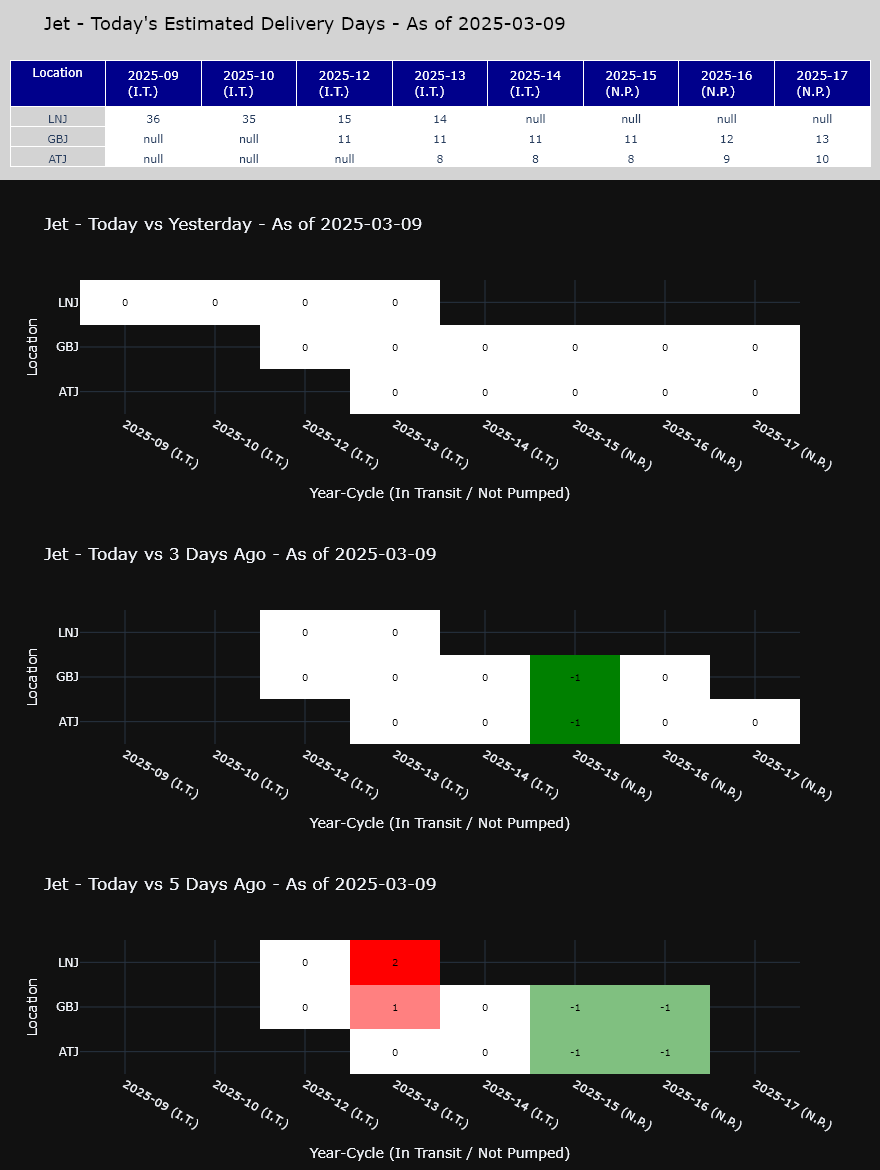 Jet - Today's Estimated Delivery Days - As of 2025-03-09
Location 2025-09 (I.T.) 2025-10 (I.T.) 2025-12 (I.T.) 2025-13 (I.T.) 2025-14 (I.T.) 2025-15 (N.P.) 2025-16 (N.P.) 2025-17 (N.P.)
LNJ 36 35 15 14 null null null null
GBJ null null 11 11 11 11 12 13
ATJ null null null 8 8 8 9 10
Jet - Today vs Yesterday - As of 2025-03-09
Location
LNJ 0 0 0 0
GBJ 0 0 0 0 0 0
ATJ 0 0 0 0 0
2025-09 (I.T.) 2025-10 (I.T.) 2025-12 (I.T.) 2025-13 (I.T.) 2025-14 (I.T.) 2025-15 (N.P.) 2025-16 (N.P.) 2025-17 (N.P.)
Year-Cycle (In Transit / Not Pumped)
Jet - Today vs 3 Days Ago - As of 2025-03-09
Location
LNJ 0 0
GBJ 0 0 0 -1 0
ATJ 0 0 -1 0 0
2025-09 (I.T.) 2025-10 (I.T.) 2025-12 (I.T.) 2025-13 (I.T.) 2025-14 (I.T.) 2025-15 (N.P.) 2025-16 (N.P.) 2025-17 (N.P.)
Year-Cycle (In Transit / Not Pumped)
Jet - Today vs 5 Days Ago - As of 2025-03-09
Location
LNJ 0 2
GBJ 0 1 0 -1 -1
ATJ 0 0 -1 -1
2025-09 (I.T.) 2025-10 (I.T.) 2025-12 (I.T.) 2025-13 (I.T.) 2025-14 (I.T.) 2025-15 (N.P.) 2025-16 (N.P.) 2025-17 (N.P.)
Year-Cycle (In Transit / Not Pumped)